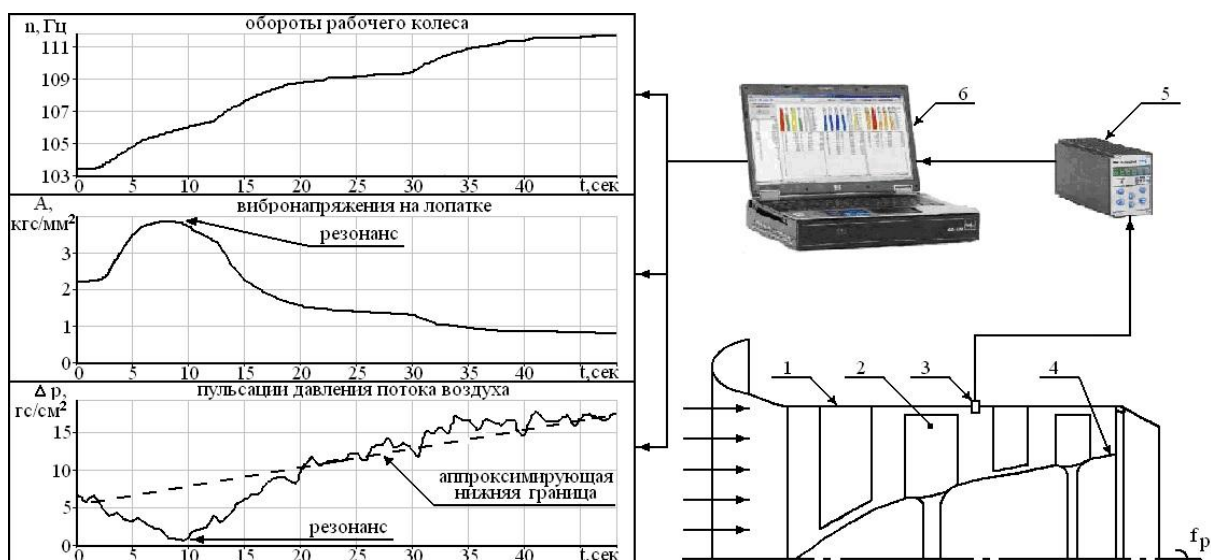 n, Гц
обороты рабочего колеса
111
109
107
105
103
0 5 10 15 20 25 30 35 40 t,сек
A,
кгс/мм²
вибронапряжения на лопатке
резонанс
3
2
1
0
0 5 10 15 20 25 30 35 40 t,сек
Δ p,
гс/см²
пульсации давления потока воздуха
15
10
5
0
аппроксимирующая
нижняя граница
резонанс
0 5 10 15 20 25 30 35 40 t,сек
6
5
1
2
3
4
f р